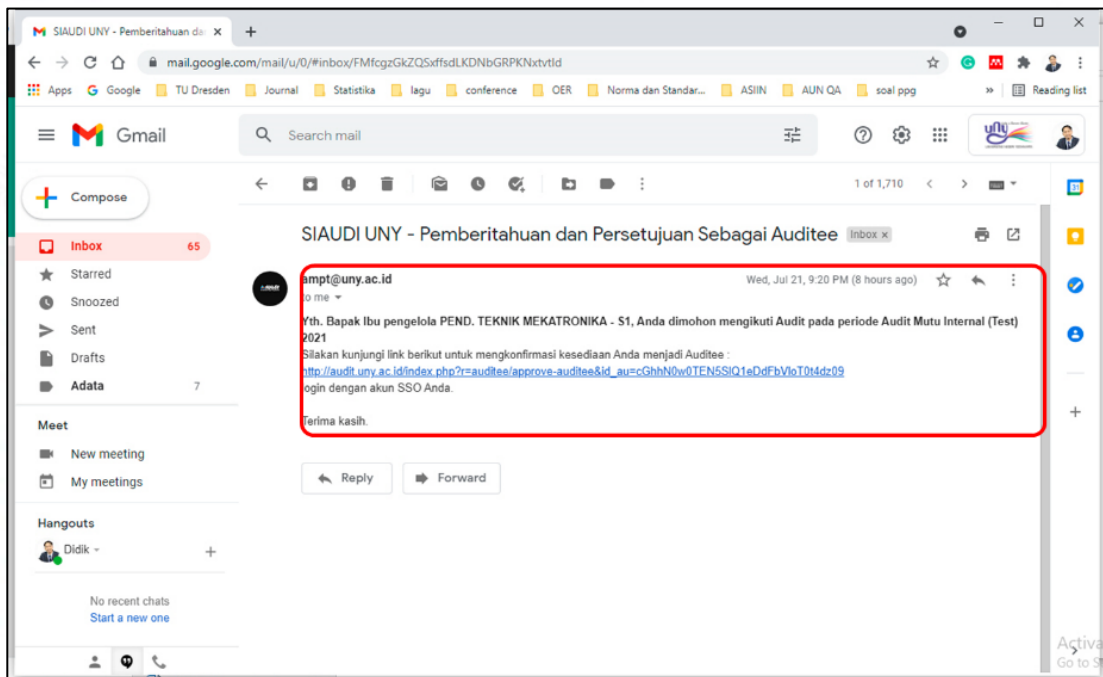 SIAUDI UNY - Pemberitahuan da
mail.google.com/mail/u/0/#inbox/FMfcgzGkZQSxffsdLKDNbGRPKNxtvtld
Apps Google TU Dresden Journal Statistika lagu conference OER Norma dan Standar... ASIIN AUN QA soal ppg » Reading list
Gmail
Search mail
uny
Compose
1 of 1,710
31
Inbox 65
Starred
Snoozed
Sent
Drafts
Adata 7
Meet
New meeting
My meetings
Hangouts
Didik
No recent chats
Start a new one
SIAUDI UNY - Pemberitahuan dan Persetujuan Sebagai Auditee Inbox x
ampt@uny.ac.id Wed, Jul 21, 9:20 PM (8 hours ago)
to me
Yth. Bapak Ibu pengelola PEND. TEKNIK MEKATRONIKA - S1, Anda dimohon mengikuti Audit pada periode Audit Mutu Internal (Test)
2021
Silakan kunjungi link berikut untuk mengkonfirmasi kesediaan Anda menjadi Auditee :
http://audit.uny.ac.id/index.php?r=auditee/approve-auditee&id_au=cGhhN0w0TEN5SlQ1eDdFbVloT0t4dz09
login dengan akun SSO Anda.
Terima kasih.
Reply Forward
Activa
Go to S